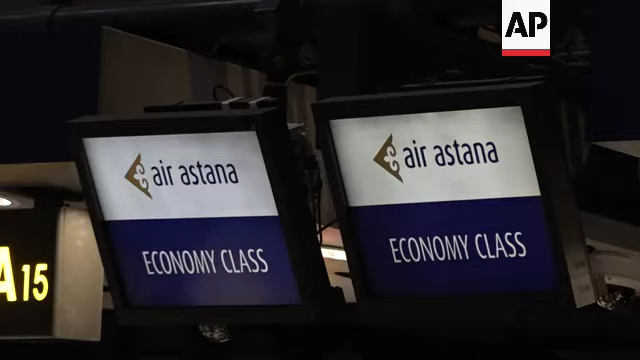 AP
air astana
ECONOMY CLASS
air astana
ECONOMY CLASS
A15